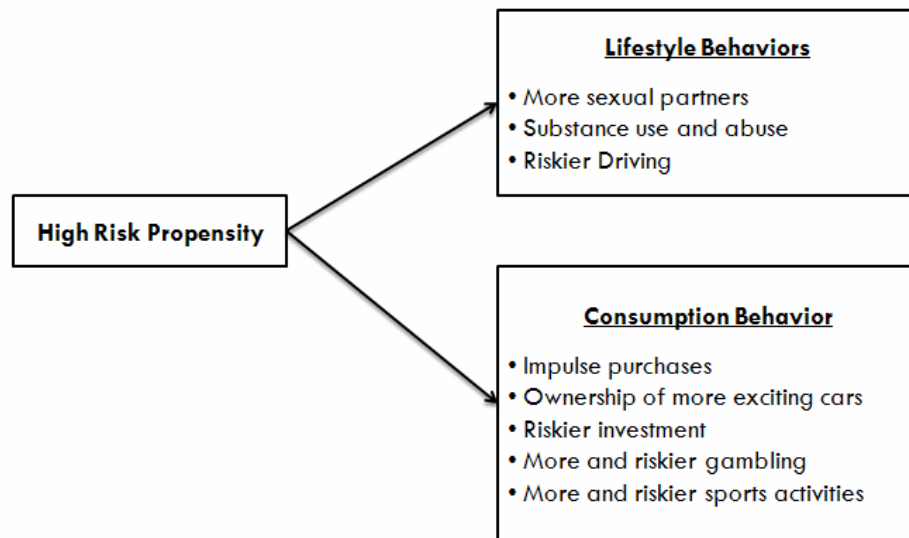 Lifestyle Behaviors
• More sexual partners
• Substance use and abuse
• Riskier Driving
High Risk Propensity
Consumption Behavior
• Impulse purchases
• Ownership of more exciting cars
• Riskier investment
• More and riskier gambling
• More and riskier sports activities